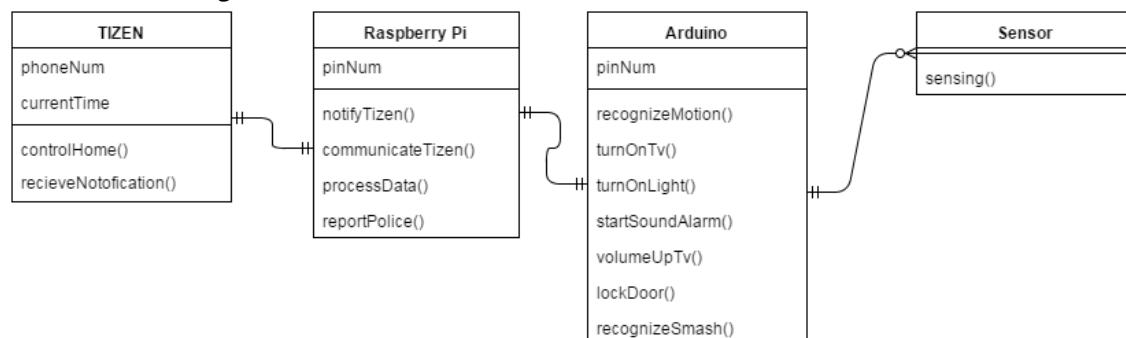 TIZEN
phoneNum
currentTime
controlHome()
recieveNotofication()
Raspberry Pi
pinNum
notifyTizen()
communicateTizen()
processData()
reportPolice()
Arduino
pinNum
recognizeMotion()
turnOnTv()
turnOnLight()
startSoundAlarm()
volumeUpTv()
lockDoor()
recognizeSmash()
Sensor
sensing()